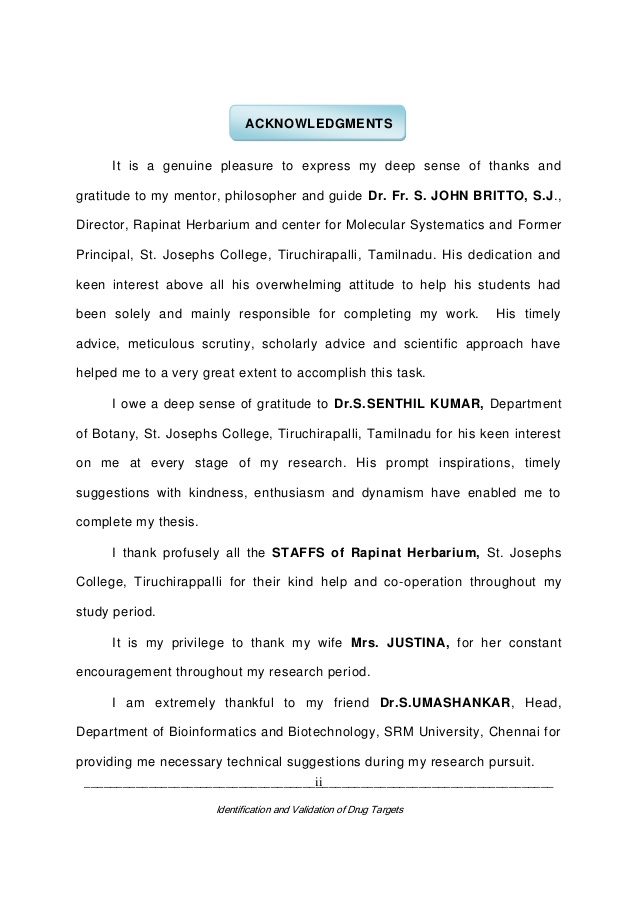 ACKNOWLEDGMENTS
It is a genuine pleasure to express my deep sense of thanks and
gratitude to my mentor, philosopher and guide Dr. Fr. S. JOHN BRITTO, S.J.,
Director, Rapinat Herbarium and center for Molecular Systematics and Former
Principal, St. Josephs College, Tiruchirapalli, Tamilnadu. His dedication and
keen interest above all his overwhelming attitude to help his students had
been solely and mainly responsible for completing my work. His timely
advice, meticulous scrutiny, scholarly advice and scientific approach have
helped me to a very great extent to accomplish this task.
I owe a deep sense of gratitude to Dr.S.SENTHIL KUMAR, Department
of Botany, St. Josephs College, Tiruchirapalli, Tamilnadu for his keen interest
on me at every stage of my research. His prompt inspirations, timely
suggestions with kindness, enthusiasm and dynamism have enabled me to
complete my thesis.
I thank profusely all the STAFFS of Rapinat Herbarium, St. Josephs
College, Tiruchirappalli for their kind help and co-operation throughout my
study period.
It is my privilege to thank my wife Mrs. JUSTINA, for her constant
encouragement throughout my research period.
I am extremely thankful to my friend Dr.S.UMASHANKAR, Head,
Department of Bioinformatics and Biotechnology, SRM University, Chennai for
providing me necessary technical suggestions during my research pursuit.
ii
Identification and Validation of Drug Targets